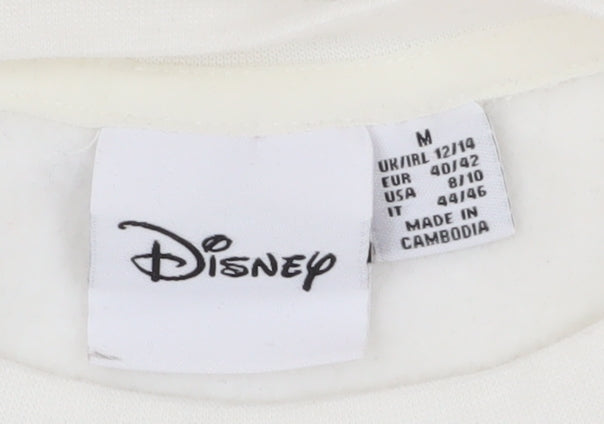 Disney
M
UK/IRL 12/14
EUR 40/42
USA 8/10
IT 44/46
MADE IN
CAMBODIA